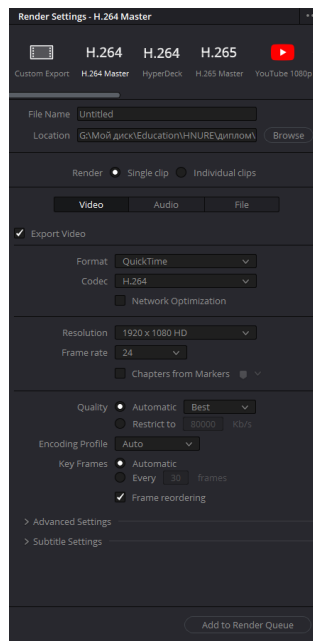 Render Settings - H.264 Master
H.264 H.264 H.265
Custom Export H.264 Master HyperDeck H.265 Master YouTube 1080p
File Name Untitled
Location G:\Мой диск\Education\HNURE\диплом\ Browse
Render Single clip Individual clips
Video Audio File
Export Video
Format QuickTime
Codec H.264
Network Optimization
Resolution 1920 x 1080 HD
Frame rate 24
Chapters from Markers
Quality Automatic Best
Restrict to 80000 Kb/s
Encoding Profile Auto
Key Frames Automatic
Every 30 frames
Frame reordering
> Advanced Settings
> Subtitle Settings
Add to Render Queue